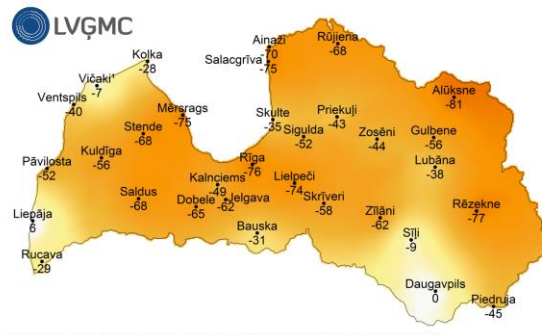 LVĢMC
Kolka
-28
Ainaži
-70
Rūjiena
-68
Salacgrīva
-75
Vičaki
-7
Ventspils
-40
Mērsrags
-75
Alūksne
-81
Skulte
-35
Priekuļi
-43
Stende
-68
Sigulda
-52
Zosēni
-44
Gulbene
-56
Kuldīga
-56
Rīga
-76
Lubāna
-38
Pāvilosta
-52
Kalnciems
-49
Lielpeči
-74
Saldus
-68
Dobele
-65
Jelgava
-62
Skrīveri
-58
Rēzekne
-77
Liepāja
6
Zīlāni
-62
Bauska
-31
Sīļi
-9
Rucava
-29
Daugavpils
0
Piedruja
-45